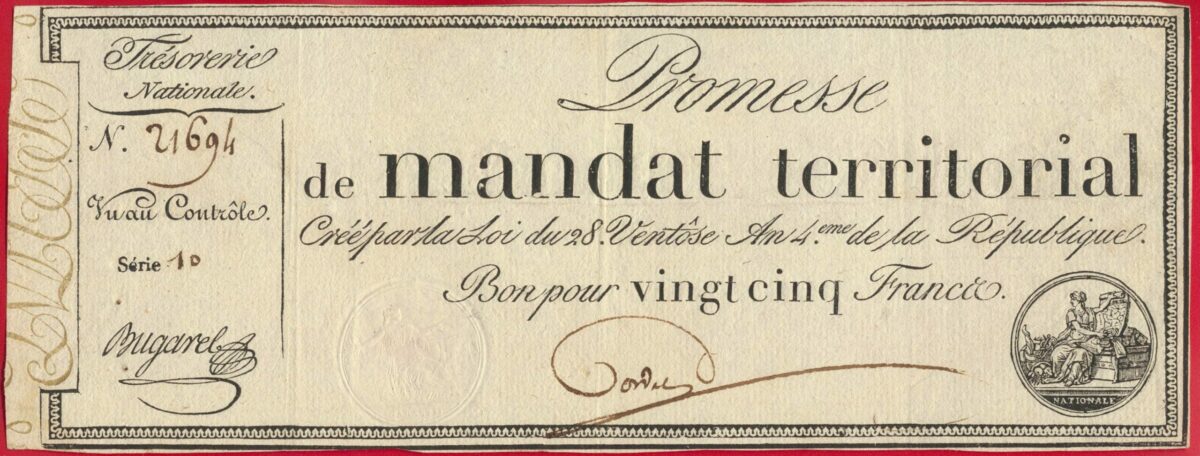 Trésorerie
Nationale.
N. 21694
Vu au Contrôle.
Série 10
Bugarel
Promesse
de mandat territorial
Créé par la Loi du 28. Ventôse An 4.eme de la République.
Bon pour vingt cinq Francs.
NATIONALE